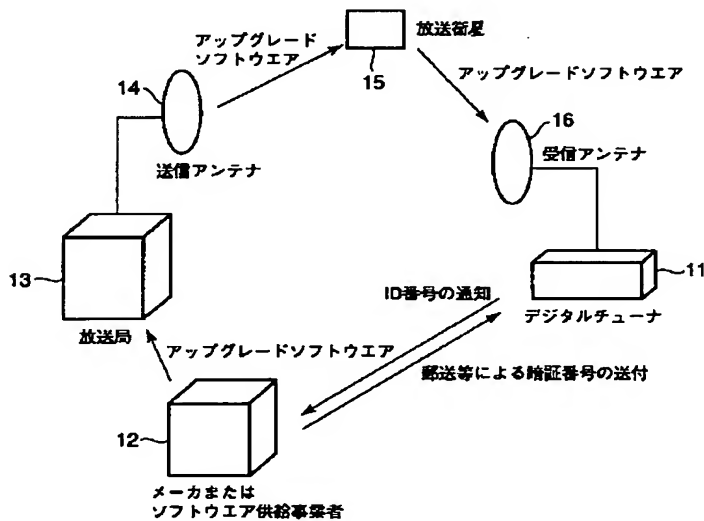 アップグレード
ソフトウエア
放送衛星
15
アップグレードソフトウエア
14
送信アンテナ
16
受信アンテナ
13
放送局
11
デジタルチューナ
ID番号の通知
アップグレードソフトウエア
郵送等による暗証番号の送付
12
メーカまたは
ソフトウエア供給事業者